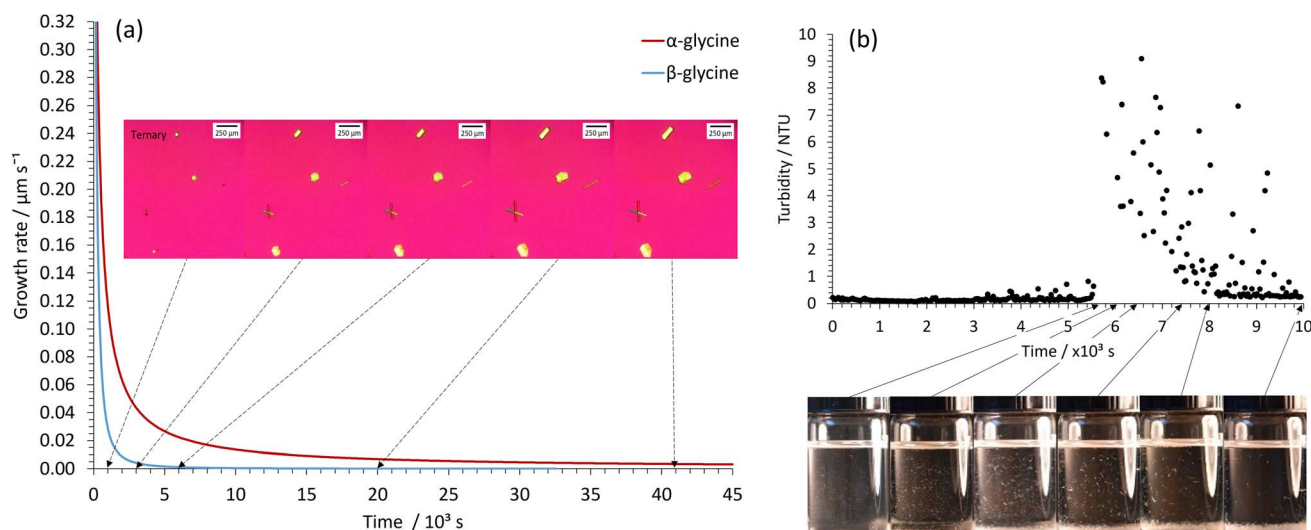 (a)
α-glycine
β-glycine
Growth rate / μm s⁻¹
0.32
0.30
0.28
0.26
0.24
0.22
0.20
0.18
0.16
0.14
0.12
0.10
0.08
0.06
0.04
0.02
0.00
Ternary
250 μm
250 μm
250 μm
250 μm
250 μm
0 5 10 15 20 25 30 35 40 45
Time / 10³ s
(b)
Turbidity / NTU
10
9
8
7
6
5
4
3
2
1
0
0 1 2 3 4 5 6 7 8 9 10
Time / x10³ s